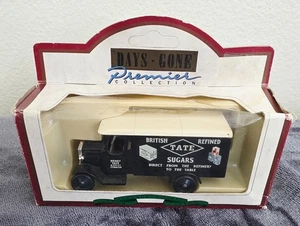 DAYS-GONE
Premier
COLLECTION
BRITISH REFINED
TATE
SUGARS
DIRECT FROM THE REFINERY
TO THE TABLE